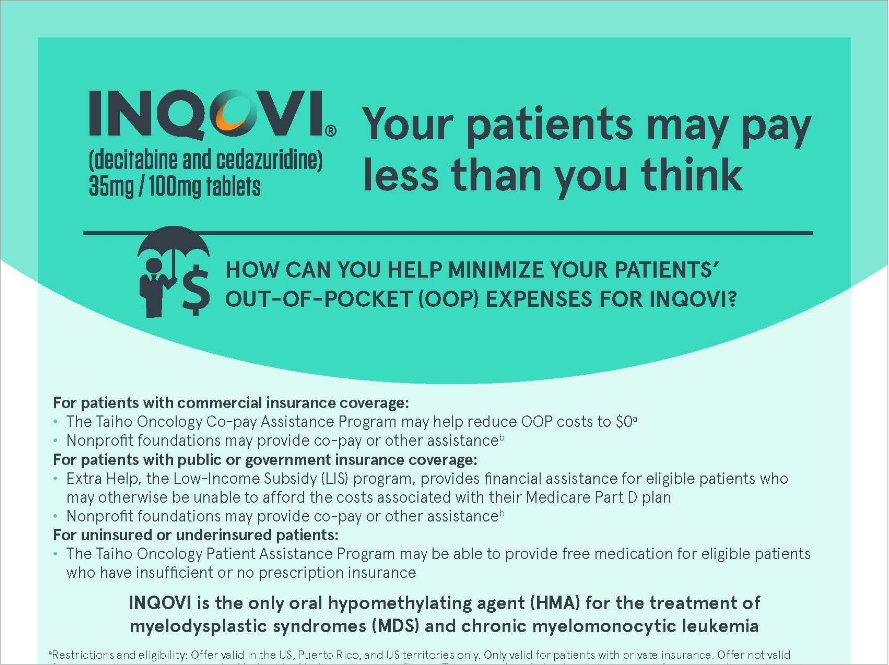 INQOVI®
(decitabine and cedazuridine)
35mg / 100mg tablets
Your patients may pay
less than you think
$
HOW CAN YOU HELP MINIMIZE YOUR PATIENTS’
OUT-OF-POCKET (OOP) EXPENSES FOR INQOVI?
For patients with commercial insurance coverage:
• The Taiho Oncology Co-pay Assistance Program may help reduce OOP costs to $0ᵃ
• Nonprofit foundations may provide co-pay or other assistanceᵇ
For patients with public or government insurance coverage:
• Extra Help, the Low-Income Subsidy (LIS) program, provides financial assistance for eligible patients who
may otherwise be unable to afford the costs associated with their Medicare Part D plan
• Nonprofit foundations may provide co-pay or other assistanceᵇ
For uninsured or underinsured patients:
• The Taiho Oncology Patient Assistance Program may be able to provide free medication for eligible patients
who have insufficient or no prescription insurance
INQOVI is the only oral hypomethylating agent (HMA) for the treatment of
myelodysplastic syndromes (MDS) and chronic myelomonocytic leukemia
ᵃRestrictions and eligibility: Offer valid in the US, Puerto Rico, and US territories only. Only valid for patients with private insurance. Offer not valid